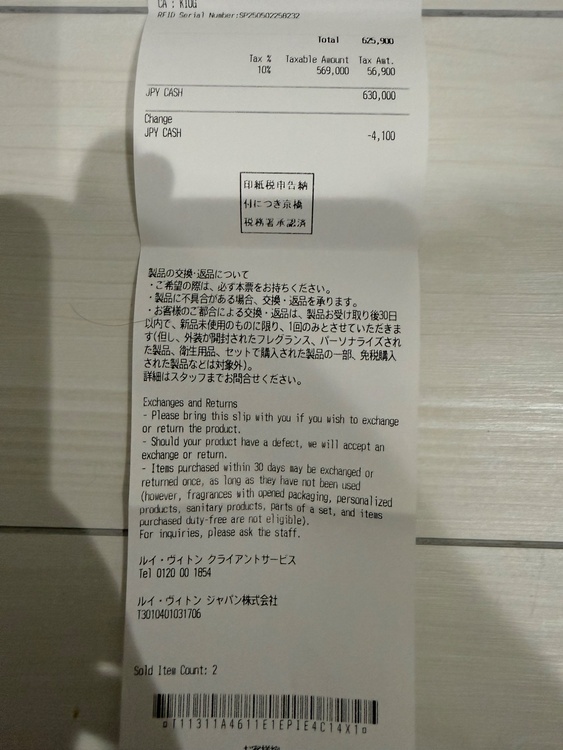 CA : KIOG
RFID Serial Number:SP250502258232
Total 625,900
Tax % Taxable Amount Tax Amt.
10% 569,000 56,900
JPY CASH 630,000
Change
JPY CASH -4,100
印紙税申告納
付につき京橋
税務署承認済
製品の交換・返品について
・ご希望の際は、必ず本票をお持ちください。
・製品に不具合がある場合、交換・返品を承ります。
・お客様のご都合による交換・返品は、製品お受け取り後30日
以内で、新品未使用のものに限り、1回のみとさせていただきま
す(但し、外装が開封されたフレグランス、パーソナライズされ
た製品、衛生用品、セットで購入された製品の一部、免税購入
された製品などは対象外)。
詳細はスタッフまでお問合せください。
Exchanges and Returns
- Please bring this slip with you if you wish to exchange
or return the product.
- Should your product have a defect, we will accept an
exchange or return.
- Items purchased within 30 days may be exchanged or
returned once, as long as they have not been used
(however, fragrances with opened packaging, personalized
products, sanitary products, parts of a set, and items
purchased duty-free are not eligible).
For inquiries, please ask the staff.
ルイ・ヴィトン クライアントサービス
Tel 0120 00 1854
ルイ・ヴィトン ジャパン株式会社
T3010401031706
Sold Item Count: 2
¤I11311A4611E1EPIE4C14X1¤